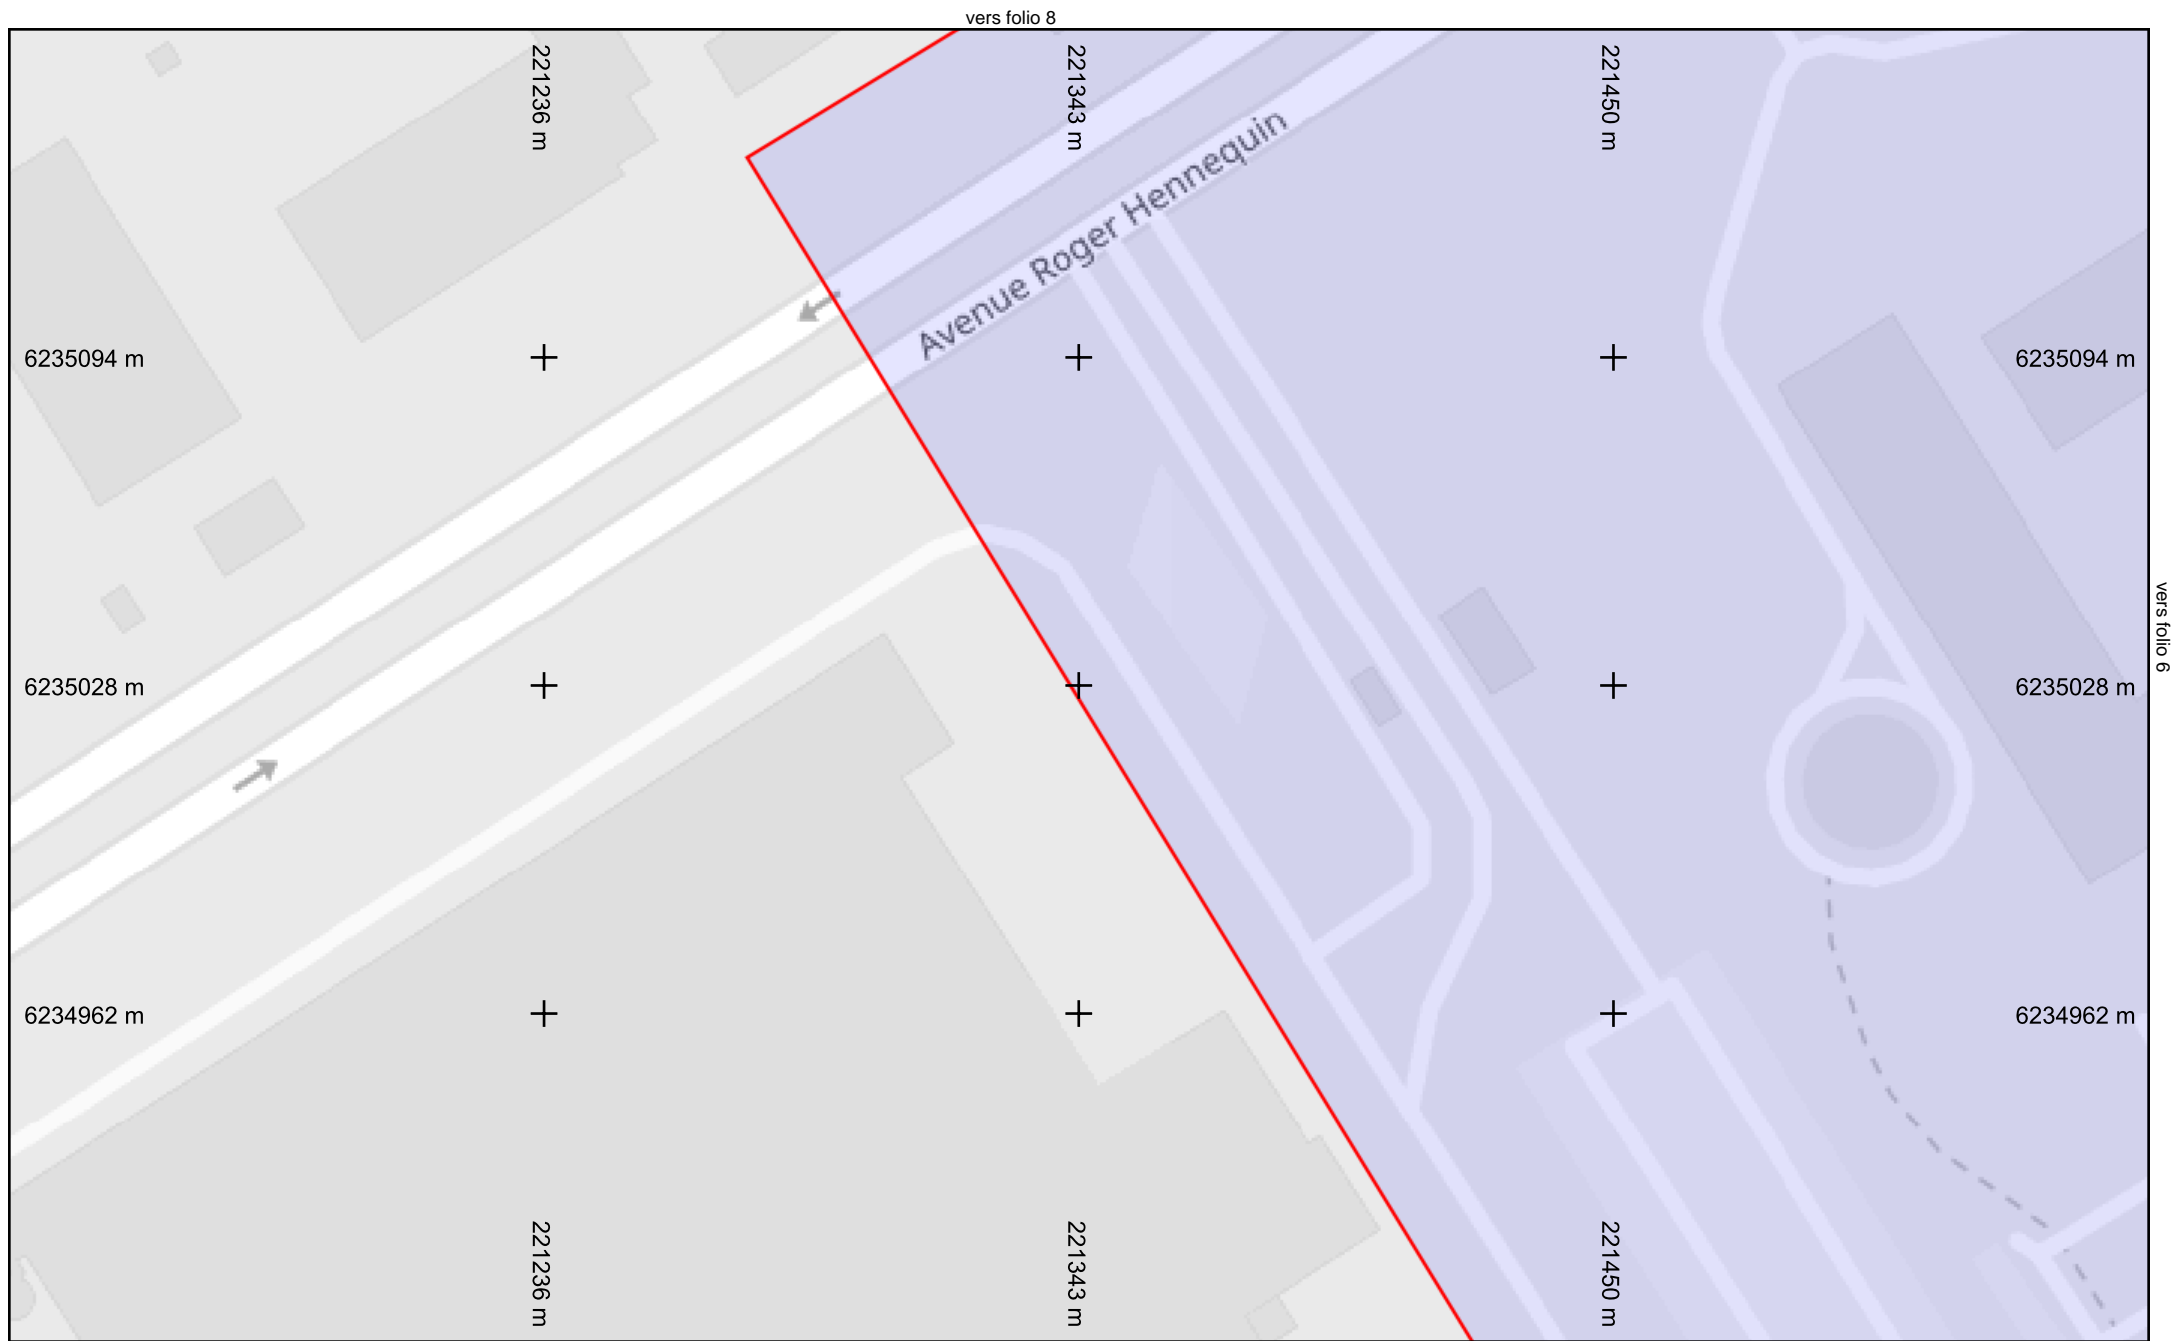 vers folio 8
221236 m
221343 m
221450 m
Avenue Roger Hennequin
6235094 m
6235094 m
vers folio 6
6235028 m
6235028 m
6234962 m
6234962 m
221236 m
221343 m
221450 m